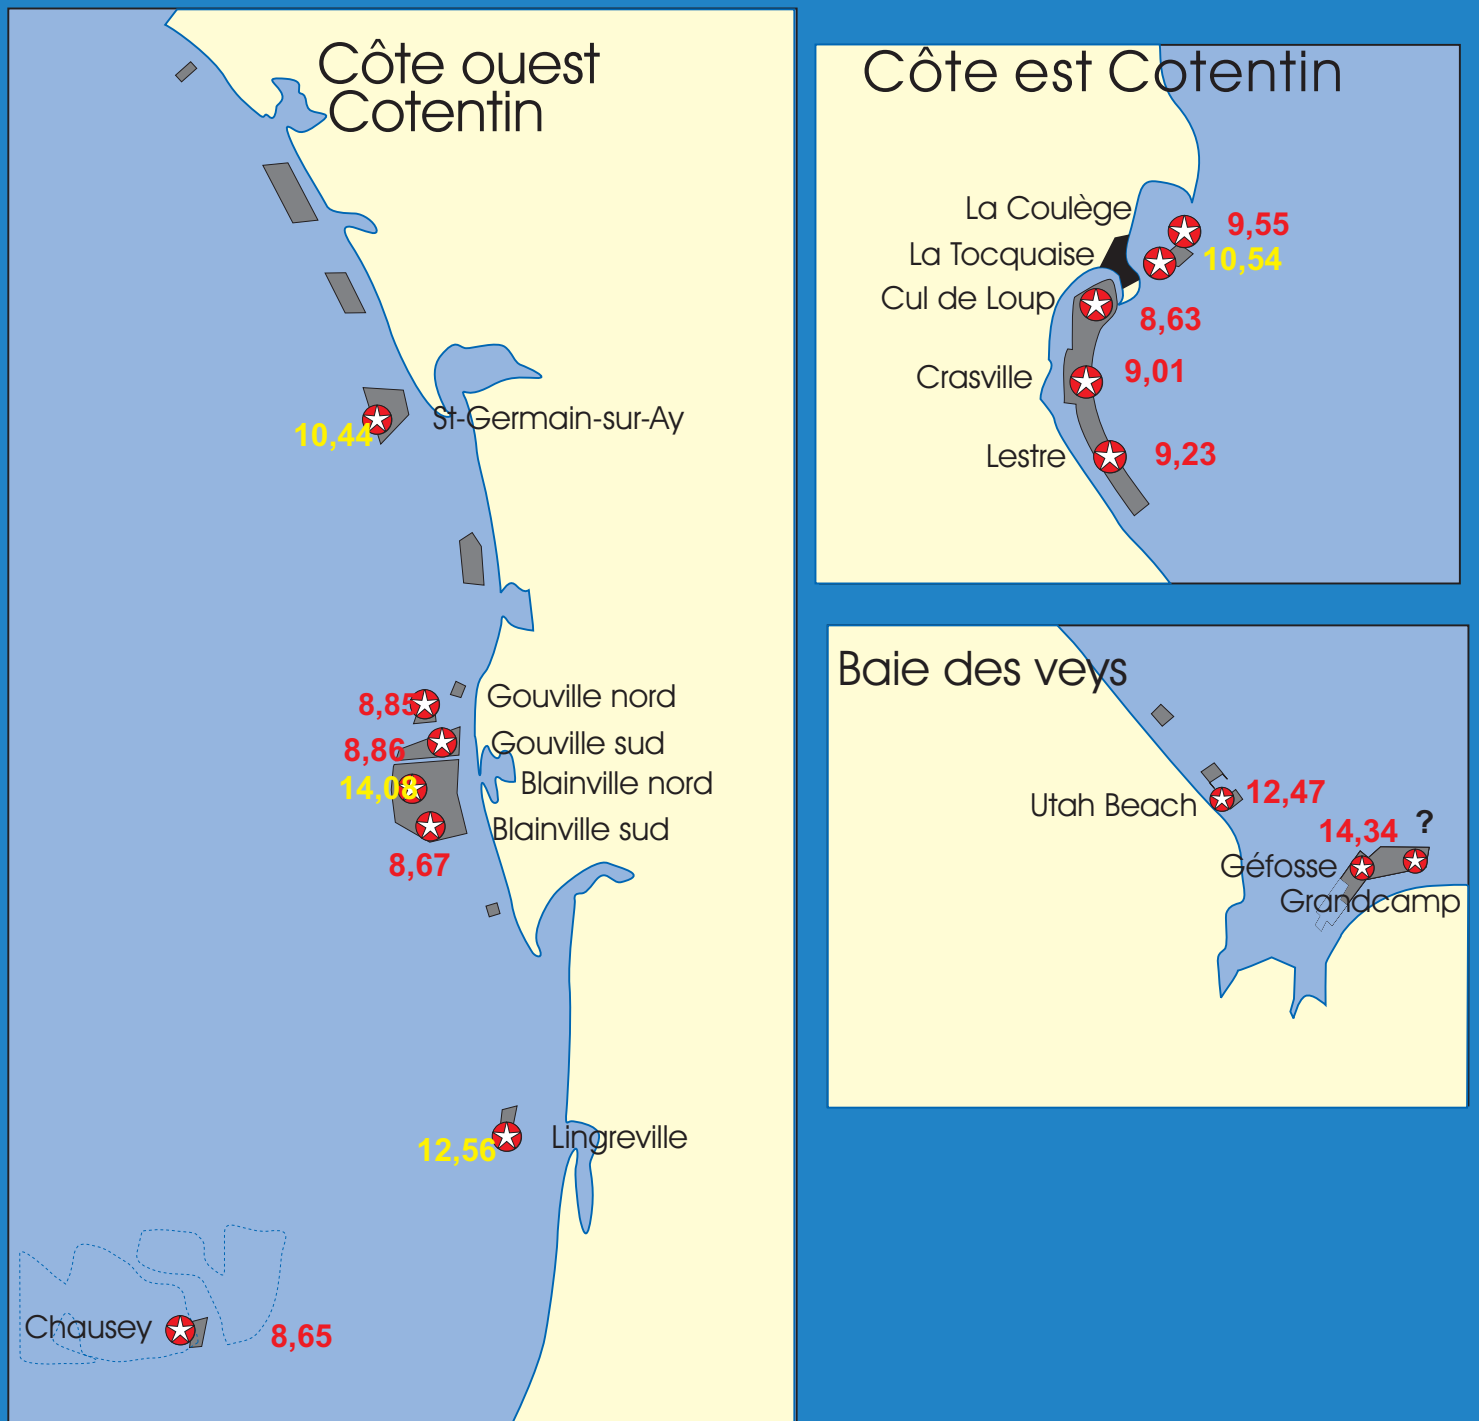 Côte ouest
Cotentin
10,44
St-Germain-sur-Ay
8,85
Gouville nord
8,86
Gouville sud
14,08
Blainville nord
Blainville sud
8,67
12,56
Lingreville
Chausey
8,65
Côte est Cotentin
La Coulège
9,55
La Tocquaise
10,54
Cul de Loup
8,63
Crasville
9,01
Lestre
9,23
Baie des veys
Utah Beach
12,47
14,34
?
Géfosse
Grandcamp